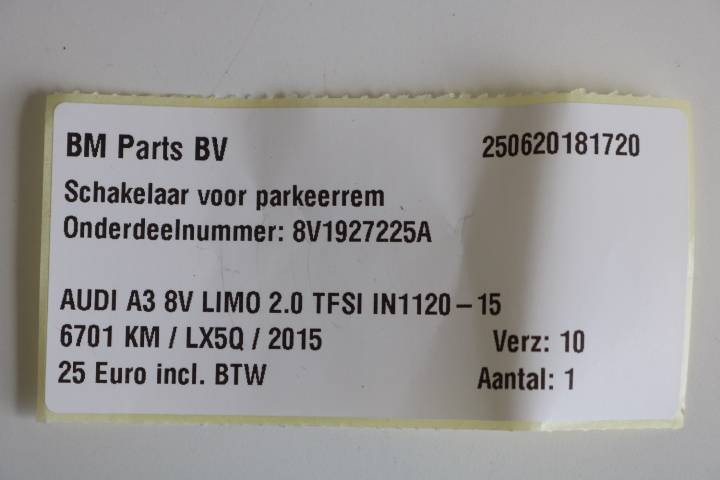 BM Parts BV 250620181720
Schakelaar voor parkeerrem
Onderdeelnummer: 8V1927225A
AUDI A3 8V LIMO 2.0 TFSI IN1120-15
6701 KM / LX5Q / 2015 Verz: 10
25 Euro incl. BTW Aantal: 1